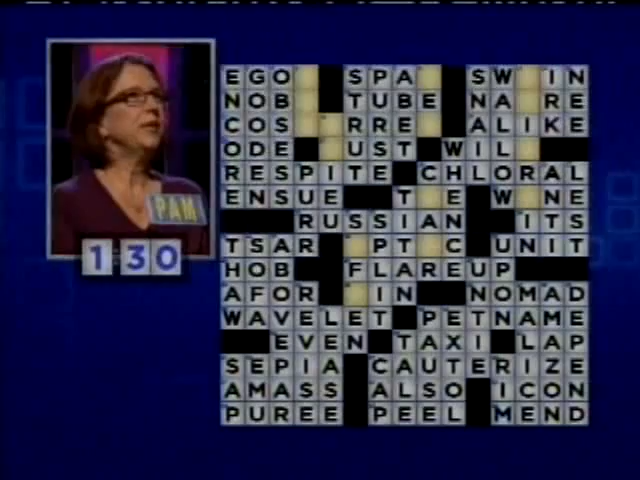 EGO SPA SW IN
NOB TUBE NA RE
COS RRE ALIKE
ODE UST WIL
RESPITE CHLORAL
ENSUE T E W NE
RUSSIAN ITS
TSAR PT C UNIT
HOB FLAREUP
AFOR IN NOMAD
WAVELET PETNAME
EVEN TAXI LAP
SEPIA CAUTERIZE
AMASS ALSO ICON
PUREE PEEL MEND
PAM
130